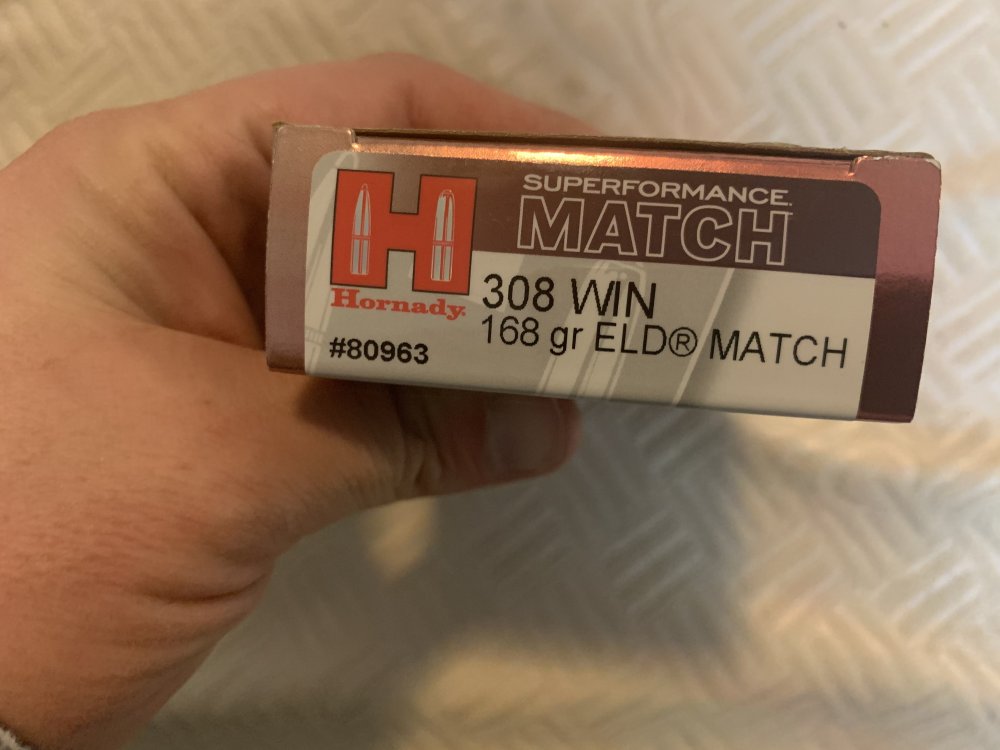 H
Hornady.
#80963
SUPERFORMANCE.
MATCH
308 WIN
168 gr ELD® MATCH